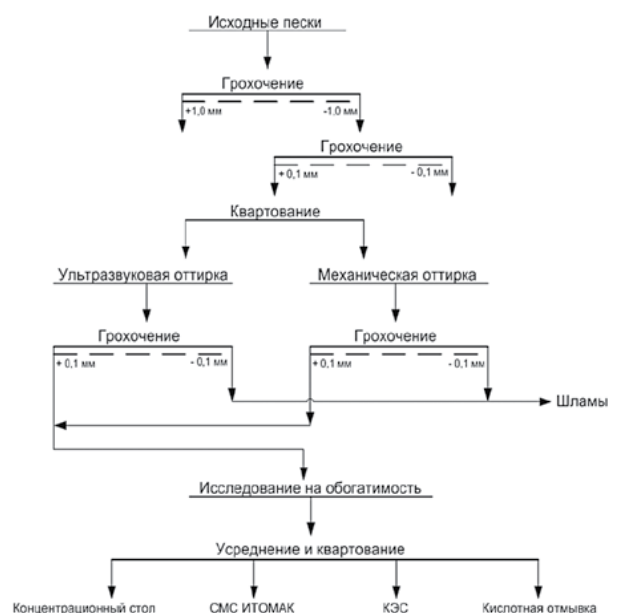 Исходные пески
Грохочение
+1,0 мм -1,0 мм
Грохочение
+ 0,1 мм - 0,1 мм
Квартование
Ультразвуковая оттирка Механическая оттирка
Грохочение Грохочение
+ 0,1 мм - 0,1 мм + 0,1 мм - 0,1 мм
Шламы
Исследование на обогатимость
Усреднение и квартование
Концентрационный стол СМС ИТОМАК КЭС Кислотная отмывка